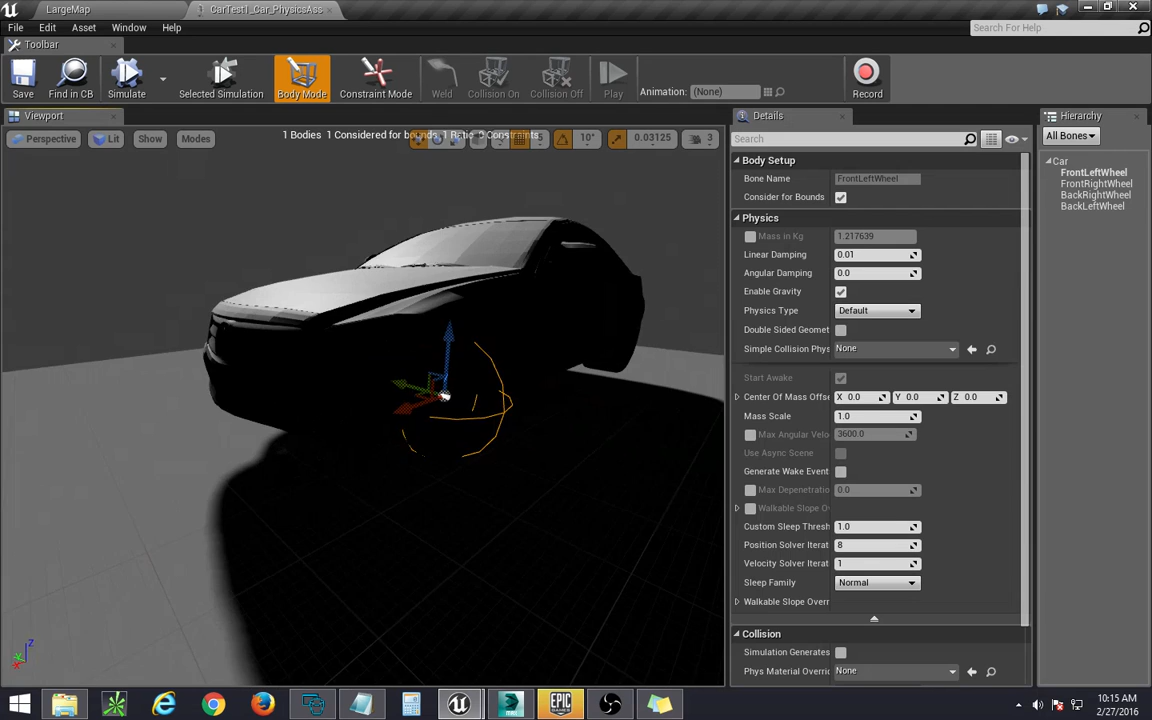 LargeMap
CarTest1_Car_PhysicsAss
File Edit Asset Window Help
Search For Help
Toolbar
Save
Find in CB
Simulate
Selected Simulation
Body Mode
Constraint Mode
Weld
Collision On
Collision Off
Play
Animation: (None)
Record
Viewport
Perspective
Lit
Show
Modes
1 Bodies 1 Considered for bounds, 1 Ratio, 0 Constraints
10°
0.03125
3
Details
Search
Body Setup
Bone Name FrontLeftWheel
Consider for Bounds
Physics
Mass in Kg 1.217639
Linear Damping 0.01
Angular Damping 0.0
Enable Gravity
Physics Type Default
Double Sided Geomet
Simple Collision Phys None
Start Awake
Center Of Mass Offse X 0.0 Y 0.0 Z 0.0
Mass Scale 1.0
Max Angular Velo 3600.0
Use Async Scene
Generate Wake Event
Max Depenetratio 0.0
Walkable Slope O
Custom Sleep Thresh 1.0
Position Solver Iterat 8
Velocity Solver Iterat 1
Sleep Family Normal
Walkable Slope Overr
Collision
Simulation Generates
Phys Material Overri None
Hierarchy
All Bones
Car
FrontLeftWheel
FrontRightWheel
BackRightWheel
BackLeftWheel
Z
EPIC
GAMES
10:15 AM
2/27/2016